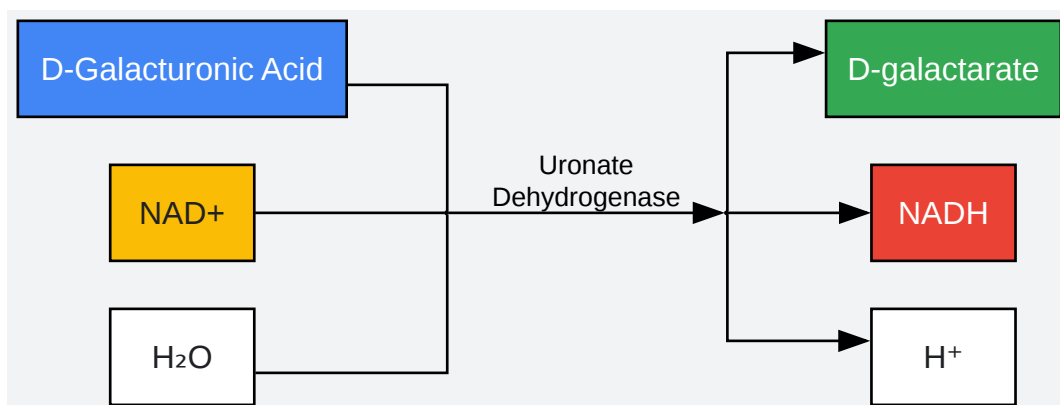 D-Galacturonic Acid
D-galactarate
Uronate
Dehydrogenase
NAD+
NADH
H₂O
H⁺